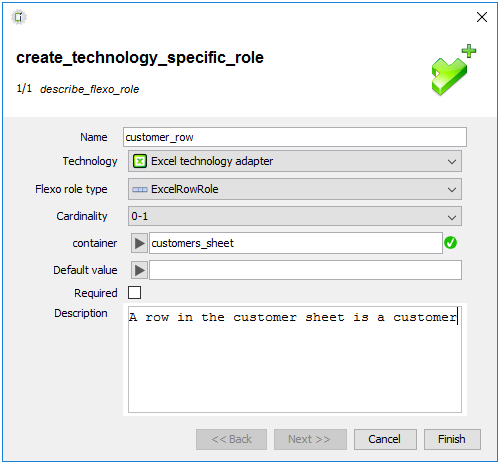 create_technology_specific_role
1/1 describe_flexo_role
Name customer_row
Technology Excel technology adapter
Flexo role type ExcelRowRole
Cardinality 0-1
container customers_sheet
Default value
Required
Description A row in the customer sheet is a customer
<< Back Next >> Cancel Finish